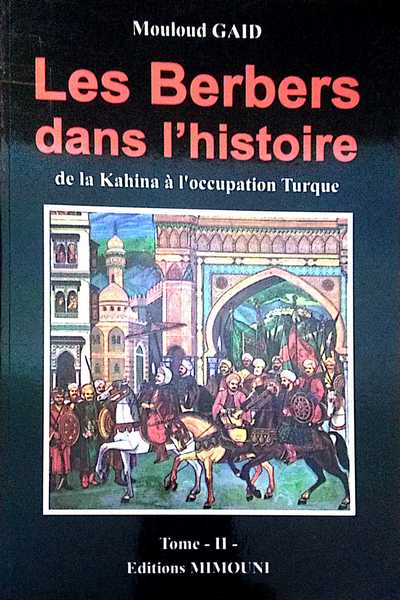 Mouloud GAID
Les Berbers
dans l'histoire
de la Kahina à l'occupation Turque
Tome - II -
Editions MIMOUNI